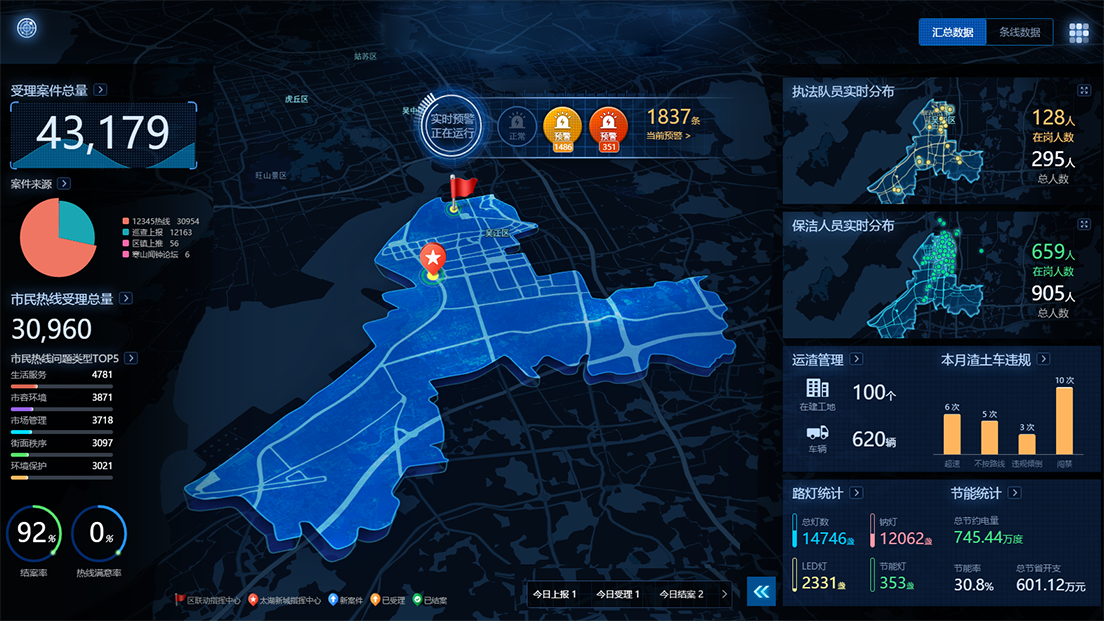 汇总数据
条线数据
姑苏区
虎丘区
吴中
旺山景区
吴江区
受理案件总量
43,179
案件来源
12345热线 30954
巡查上报 12163
区镇上推 56
寒山闻钟论坛 6
市民热线受理总量
30,960
市民热线问题类型TOP5
生活服务 4781
市容环境 3871
市场管理 3718
街面秩序 3097
环境保护 3021
92%
结案率
0%
热线满意率
实时预警
正在运行
正常
预警
1486
预警
351
1837条
当前预警 >
区联动指挥中心
太湖新城指挥中心
新案件
已受理
已结案
今日上报 1
今日受理 1
今日结案 2
执法队员实时分布
128人
在岗人数
295人
总人数
保洁人员实时分布
659人
在岗人数
905人
总人数
运渣管理
100个
在建工地
620辆
车辆
本月渣土车违规
6 次
5 次
3 次
10 次
超速
不按路线
违规倾倒
闯禁
路灯统计
总灯数
14746盏
钠灯
12062盏
LED灯
2331盏
节能灯
353盏
节能统计
总节约电量
745.44万度
节能率
30.8%
总节省开支
601.12万元